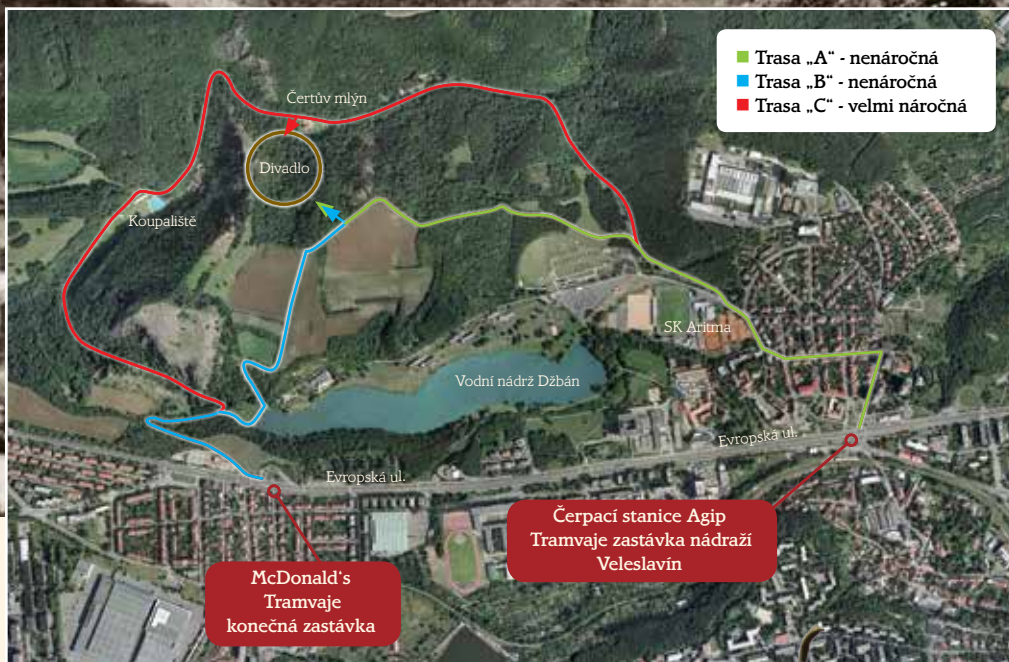 Trasa „A“ - nenáročná
Trasa „B“ - nenáročná
Trasa „C“ - velmi náročná
Čertův mlýn
Divadlo
Koupaliště
SK Aritma
Vodní nádrž Džbán
Evropská ul.
Evropská ul.
Čerpací stanice Agip
Tramvaje zastávka nádraží
Veleslavín
McDonald's
Tramvaje
konečná zastávka